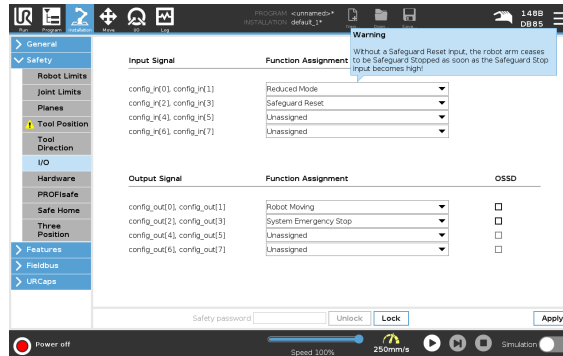 UR
Run
Program
Installation
Move
I/O
Log
PROGRAM <unnamed>*
INSTALLATION default_1*
148B
DB85
Warning
Without a Safeguard Reset input, the robot arm ceases
to be Safeguard Stopped as soon as the Safeguard Stop
input becomes high!
General
Safety
Robot Limits
Joint Limits
Planes
Tool Position
Tool
Direction
I/O
Hardware
PROFIsafe
Safe Home
Three
Position
Features
Fieldbus
URCaps
Input Signal Function Assignment
config_in[0], config_in[1] Reduced Mode
config_in[2], config_in[3] Safeguard Reset
config_in[4], config_in[5] Unassigned
config_in[6], config_in[7] Unassigned
Output Signal Function Assignment OSSD
config_out[0], config_out[1] Robot Moving
config_out[2], config_out[3] System Emergency Stop
config_out[4], config_out[5] Unassigned
config_out[6], config_out[7] Unassigned
Safety password Unlock Lock Apply
Power off
Speed 100%
250mm/s
Simulation